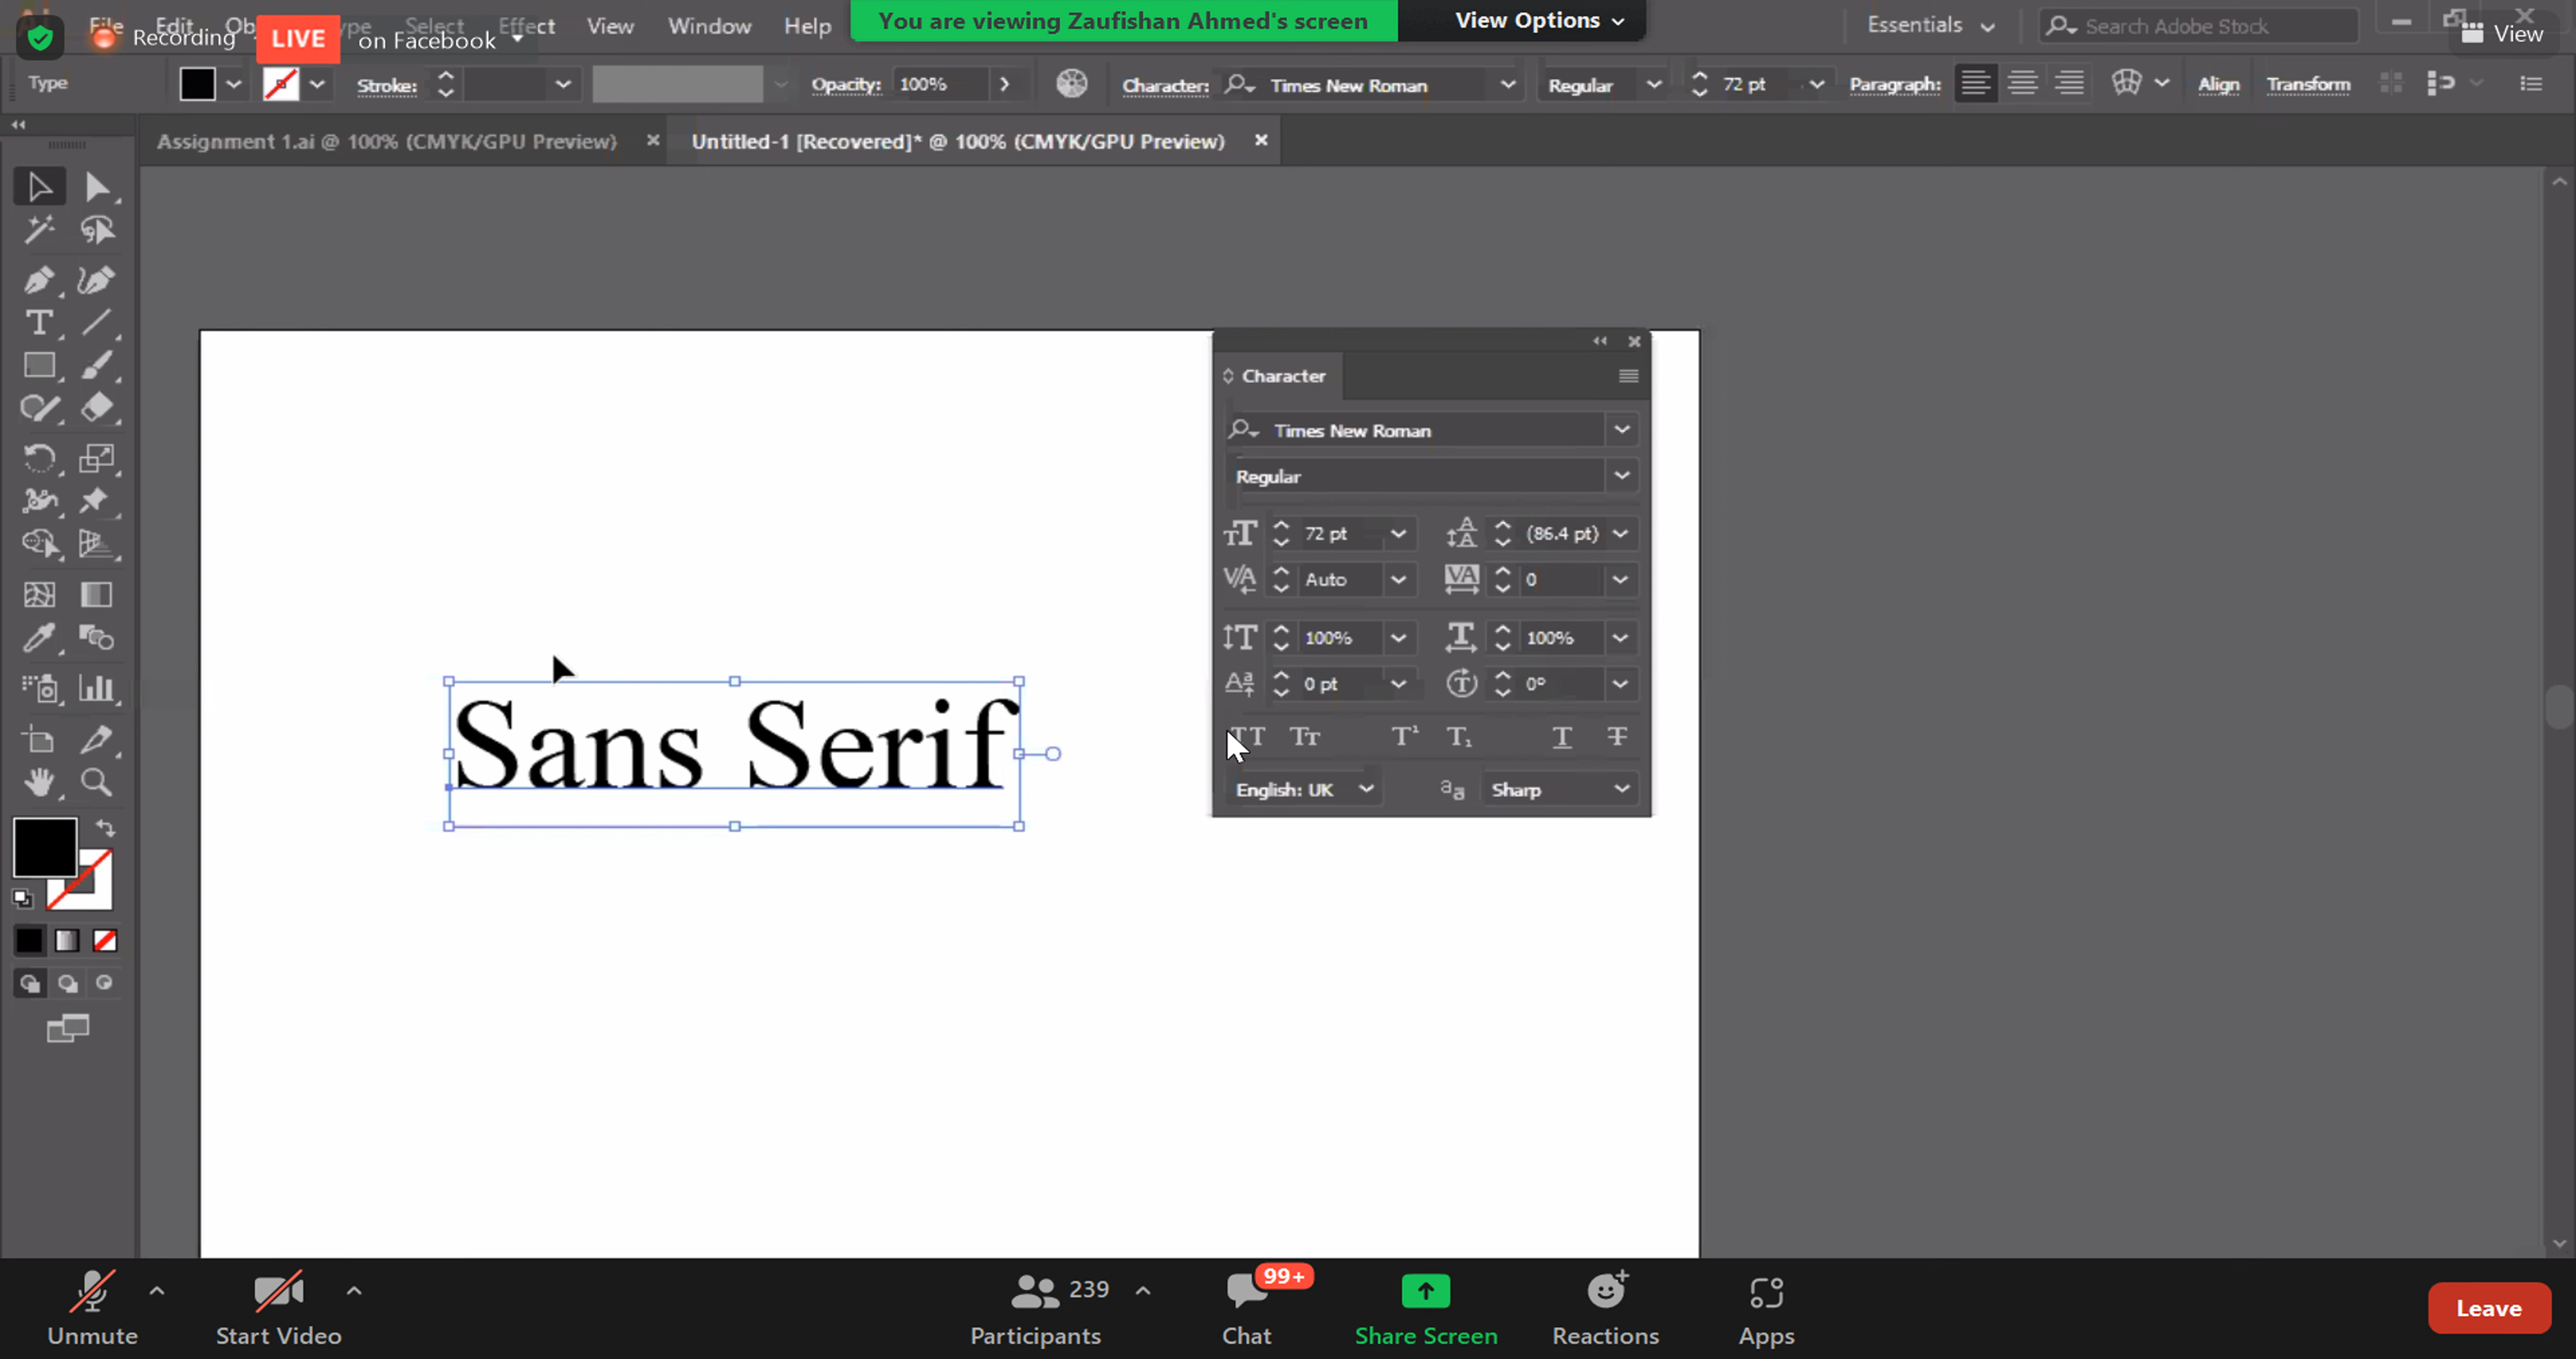 File Edit Select Effect View Window Help You are viewing Zaufishan Ahmed's screen View Options Essentials Search Adobe Stock View
Recording LIVE on Facebook
Type Stroke: Opacity: 100% Character: Times New Roman Regular 72 pt Paragraph: Align Transform
Assignment 1.ai @ 100% (CMYK/GPU Preview) Untitled-1 [Recovered]* @ 100% (CMYK/GPU Preview)
Character
Times New Roman
Regular
72 pt (86.4 pt)
Auto 0
100% 100%
0 pt 0°
Sans Serif
English: UK Sharp
239 99+
Unmute Start Video Participants Chat Share Screen Reactions Apps Leave